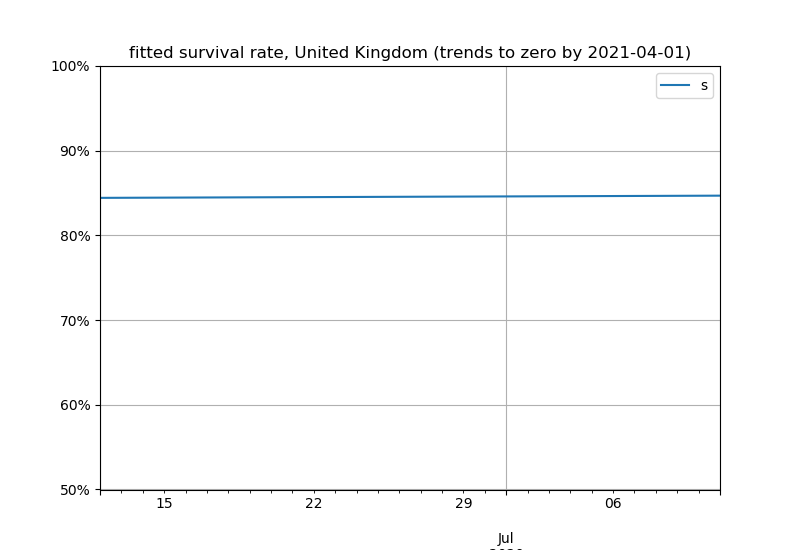 fitted survival rate, United Kingdom (trends to zero by 2021-04-01)
100%
s
90%
80%
70%
60%
50%
15 22 29 06
Jul